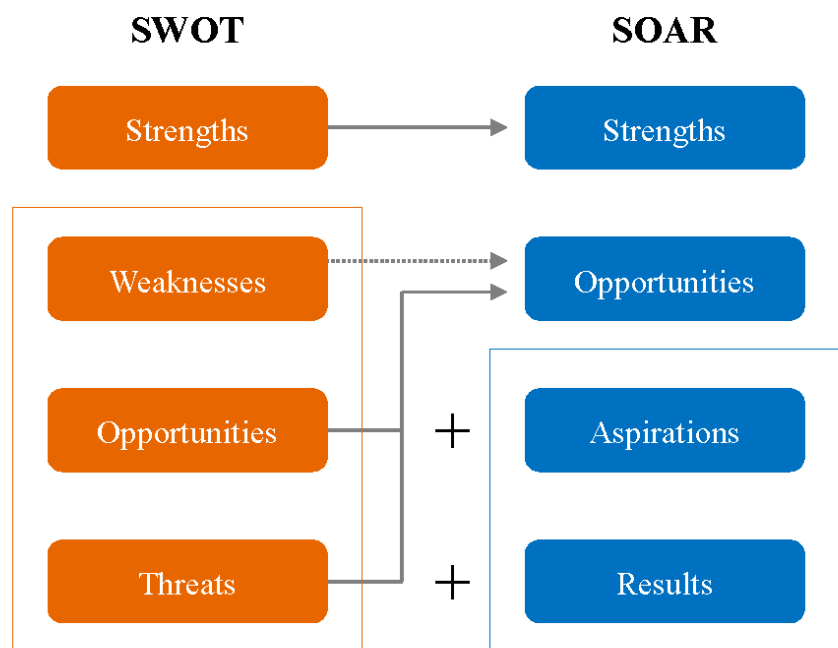 SWOT
SOAR
Strengths
Strengths
Weaknesses
Opportunities
Opportunities
+
Aspirations
Threats
+
Results